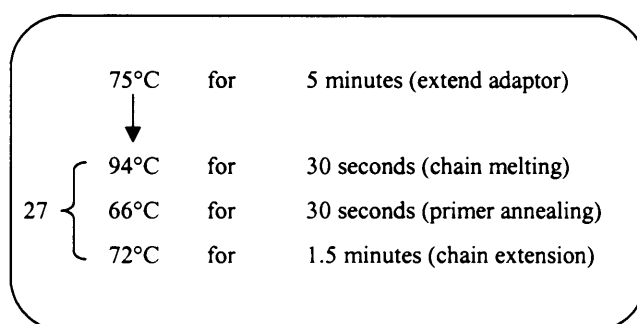 75°C for 5 minutes (extend adaptor)
94°C for 30 seconds (chain melting)
27 66°C for 30 seconds (primer annealing)
72°C for 1.5 minutes (chain extension)